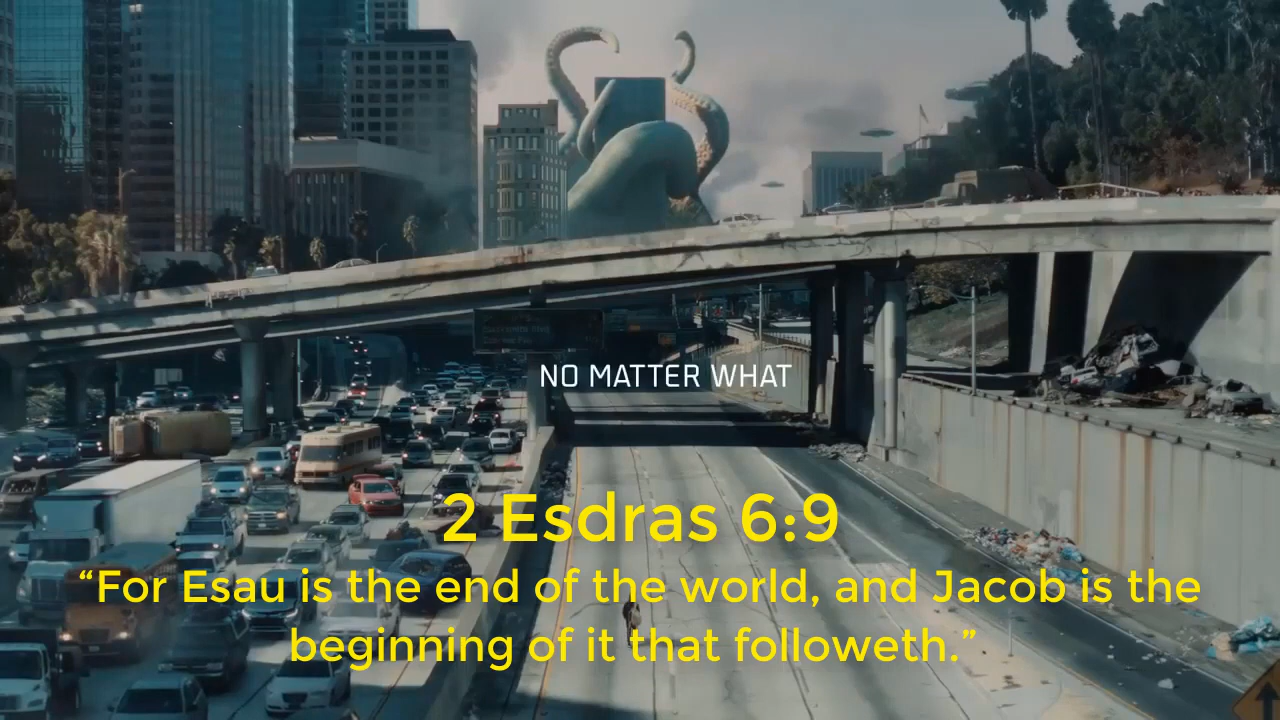 NO MATTER WHAT
2 Esdras 6:9
“For Esau is the end of the world, and Jacob is the
beginning of it that followeth.”